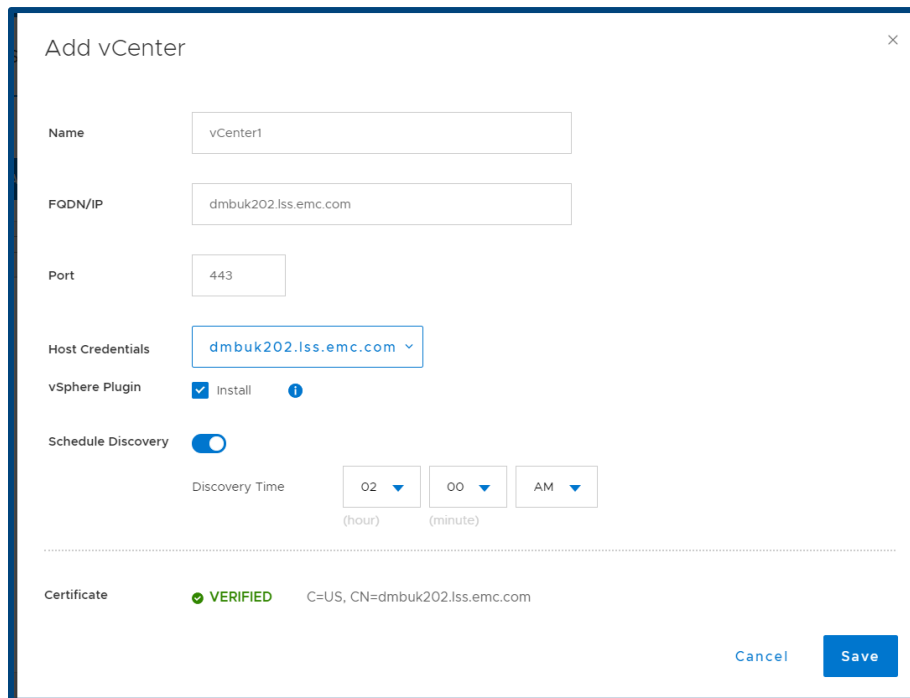 Add vCenter
Name vCenter1
FQDN/IP dmbuk202.lss.emc.com
Port 443
Host Credentials dmbuk202.lss.emc.com
vSphere Plugin Install
Schedule Discovery
Discovery Time 02 00 AM
(hour) (minute)
Certificate VERIFIED C=US, CN=dmbuk202.lss.emc.com
Cancel Save